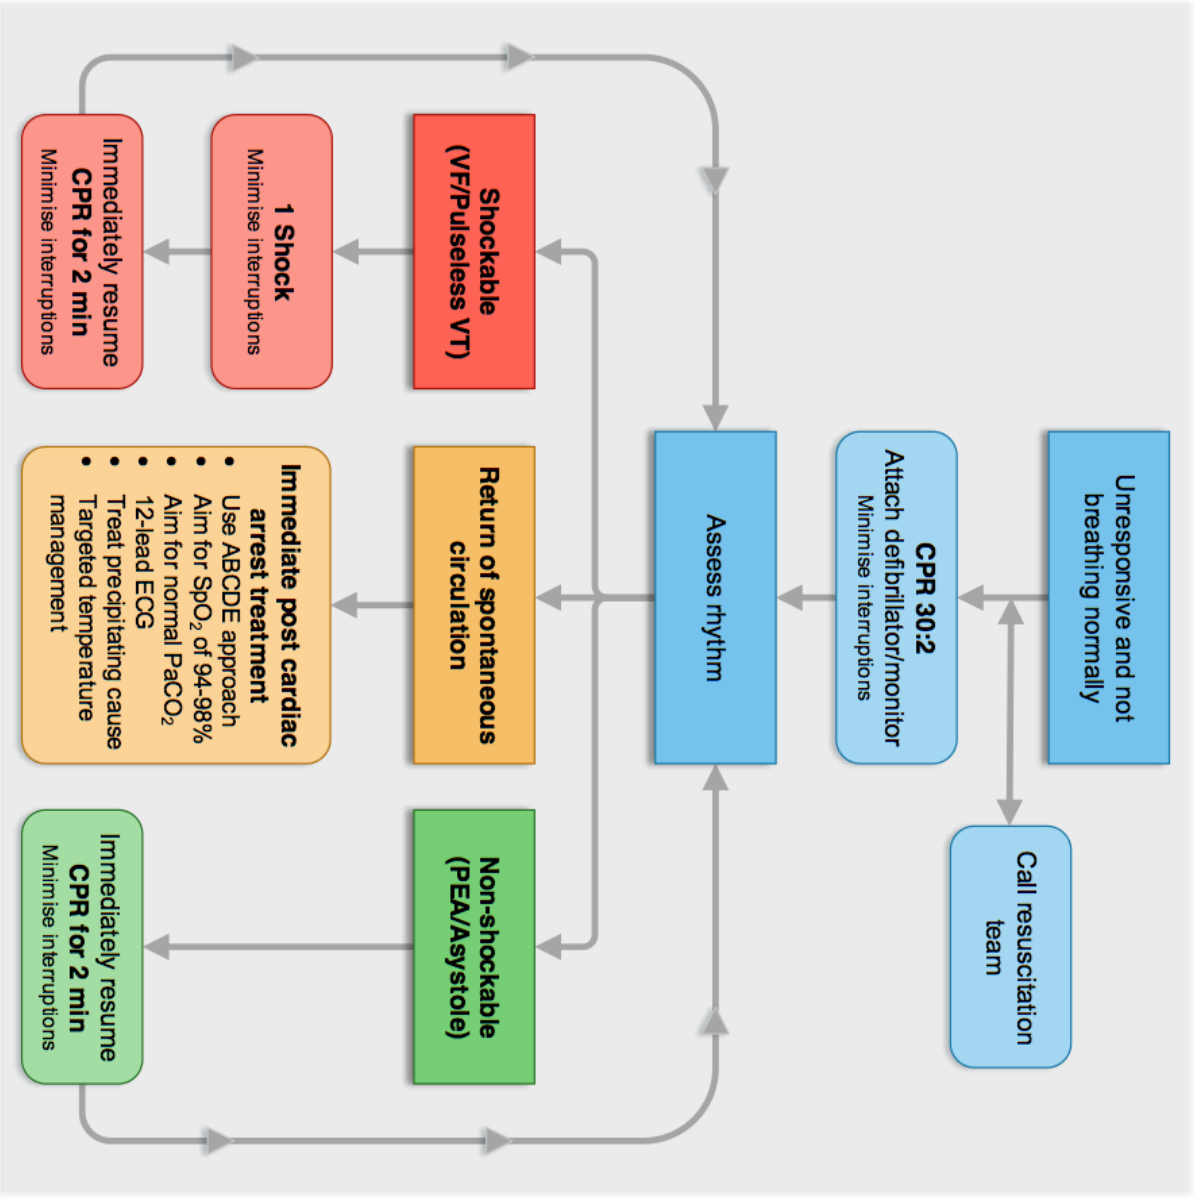 Unresponsive and not
breathing normally
Call resuscitation
team
CPR 30:2
Attach defibrillator/monitor
Minimise interruptions
Assess rhythm
Shockable
(VF/Pulseless VT)
Return of spontaneous
circulation
Non-shockable
(PEA/Asystole)
1 Shock
Minimise interruptions
Immediately resume
CPR for 2 min
Minimise interruptions
Immediate post cardiac
arrest treatment
• Use ABCDE approach
• Aim for SpO₂ of 94-98%
• Aim for normal PaCO₂
• 12-lead ECG
• Treat precipitating cause
• Targeted temperature
management
Immediately resume
CPR for 2 min
Minimise interruptions